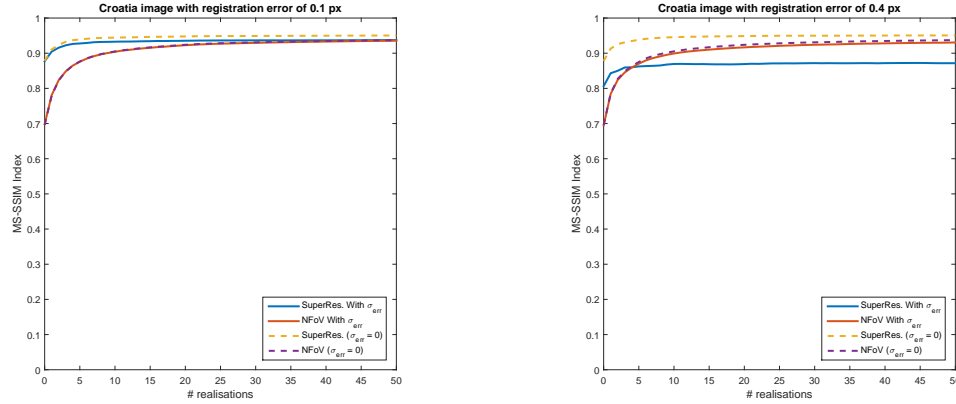 Croatia image with registration error of 0.1 px
MS-SSIM Index
1
0.9
0.8
0.7
0.6
0.5
0.4
0.3
0.2
0.1
0
SuperRes. With σerr
NFoV With σerr
SuperRes. (σerr = 0)
NFoV (σerr = 0)
0 5 10 15 20 25 30 35 40 45 50
# realisations
Croatia image with registration error of 0.4 px
MS-SSIM Index
1
0.9
0.8
0.7
0.6
0.5
0.4
0.3
0.2
0.1
0
SuperRes. With σerr
NFoV With σerr
SuperRes. (σerr = 0)
NFoV (σerr = 0)
0 5 10 15 20 25 30 35 40 45 50
# realisations